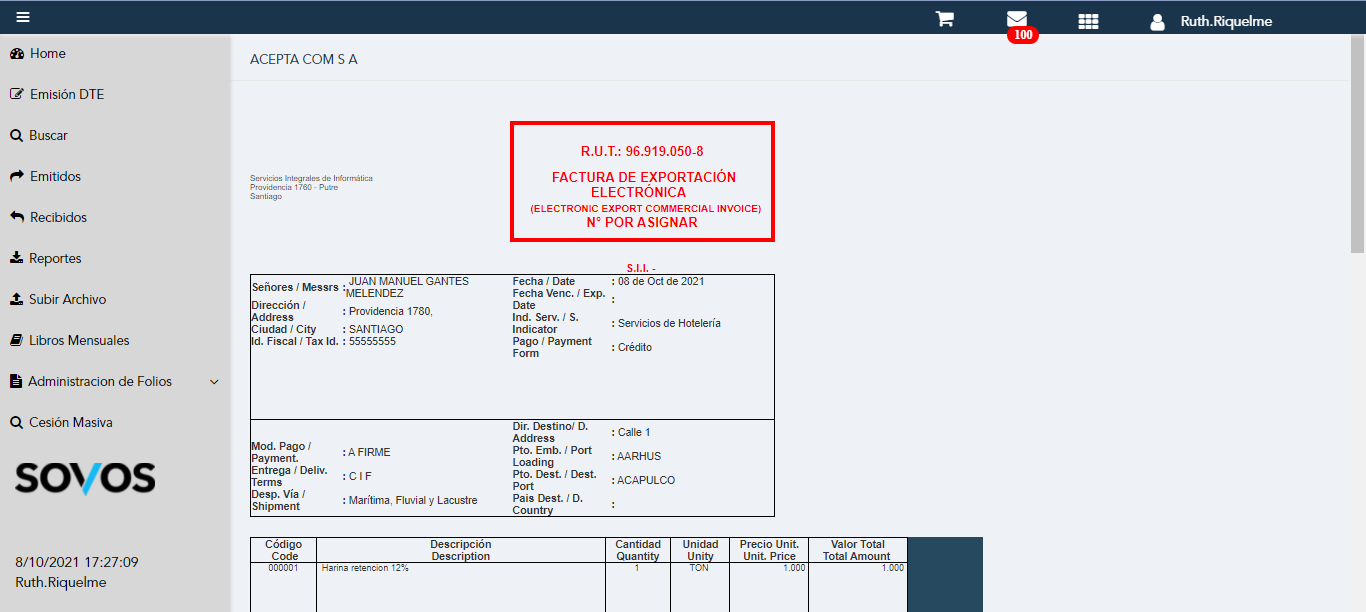 Ruth.Riquelme
100
Home
Emisión DTE
Buscar
Emitidos
Recibidos
Reportes
Subir Archivo
Libros Mensuales
Administracion de Folios
Cesión Masiva
SOVOS
8/10/2021 17:27:09
Ruth.Riquelme
ACEPTA COM S A
Servicios Integrales de Informática
Providencia 1760 - Putre
Santiago
R.U.T.: 96.919.050-8
FACTURA DE EXPORTACIÓN
ELECTRÓNICA
(ELECTRONIC EXPORT COMMERCIAL INVOICE)
N° POR ASIGNAR
S.I.I. -
Señores / Messrs : JUAN MANUEL GANTES
MELENDEZ
Dirección /
Address : Providencia 1780,
Ciudad / City : SANTIAGO
Id. Fiscal / Tax Id. : 55555555
Fecha / Date : 08 de Oct de 2021
Fecha Venc. / Exp.
Date :
Ind. Serv. / S.
Indicator : Servicios de Hotelería
Pago / Payment
Form : Crédito
Mod. Pago /
Payment. : A FIRME
Entrega / Deliv.
Terms : C I F
Desp. Vía /
Shipment : Marítima, Fluvial y Lacustre
Dir. Destino/ D.
Address : Calle 1
Pto. Emb. / Port
Loading : AARHUS
Pto. Dest. / Dest.
Port : ACAPULCO
Pais Dest. / D.
Country :
Código Descripción Cantidad Unidad Precio Unit. Valor Total
Code Description Quantity Unity Unit. Price Total Amount
000001 Harina retencion 12% 1 TON 1.000 1.000